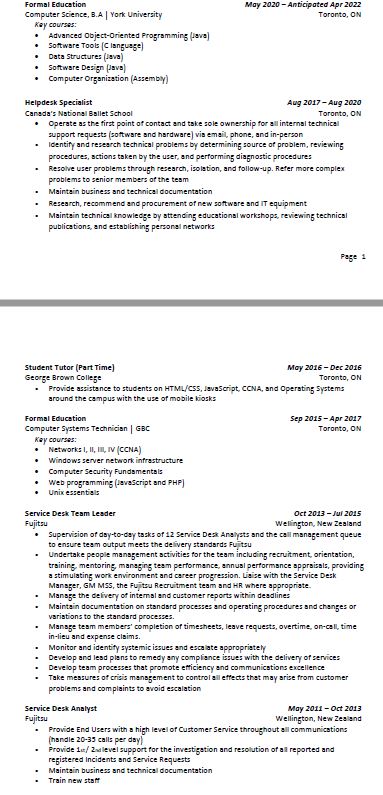 Formal Education May 2020 – Anticipated Apr 2022
Computer Science, B.A | York University Toronto, ON
Key courses:
• Advanced Object-Oriented Programming (Java)
• Software Tools (C language)
• Data Structures (Java)
• Software Design (Java)
• Computer Organization (Assembly)
Helpdesk Specialist Aug 2017 – Aug 2020
Canada's National Ballet School Toronto, ON
• Operate as the first point of contact and take sole ownership for all internal technical
support requests (software and hardware) via email, phone, and in-person
• Identify and research technical problems by determining source of problem, reviewing
procedures, actions taken by the user, and performing diagnostic procedures
• Resolve user problems through research, isolation, and follow-up. Refer more complex
problems to senior members of the team
• Maintain business and technical documentation
• Research, recommend and procurement of new software and IT equipment
• Maintain technical knowledge by attending educational workshops, reviewing technical
publications, and establishing personal networks
Page 1
Student Tutor (Part Time) May 2016 – Dec 2016
George Brown College Toronto, ON
• Provide assistance to students on HTML/CSS, JavaScript, CCNA, and Operating Systems
around the campus with the use of mobile kiosks
Formal Education Sep 2015 – Apr 2017
Computer Systems Technician | GBC Toronto, ON
Key courses:
• Networks I, II, III, IV (CCNA)
• Windows server network infrastructure
• Computer Security Fundamentals
• Web programming (JavaScript and PHP)
• Unix essentials
Service Desk Team Leader Oct 2013 – Jul 2015
Fujitsu Wellington, New Zealand
• Supervision of day-to-day tasks of 12 Service Desk Analysts and the call management queue
to ensure team output meets the delivery standards Fujitsu
• Undertake people management activities for the team including recruitment, orientation,
training, mentoring, managing team performance, annual performance appraisals, providing
a stimulating work environment and career progression. Liaise with the Service Desk
Manager, GM MSS, the Fujitsu Recruitment team and HR where appropriate.
• Manage the delivery of internal and customer reports within deadlines
• Maintain documentation on standard processes and operating procedures and changes or
variations to the standard processes.
• Manage team members' completion of timesheets, leave requests, overtime, on-call, time
in-lieu and expense claims.
• Monitor and identify systemic issues and escalate appropriately
• Develop and lead plans to remedy any compliance issues with the delivery of services
• Develop team processes that promote efficiency and communications excellence
• Take measures of crisis management to control all effects that may arise from customer
problems and complaints to avoid escalation
Service Desk Analyst May 2011 – Oct 2013
Fujitsu Wellington, New Zealand
• Provide End Users with a high level of Customer Service throughout all communications
(handle 20-35 calls per day)
• Provide 1st/ 2nd level support for the investigation and resolution of all reported and
registered Incidents and Service Requests
• Maintain business and technical documentation
• Train new staff